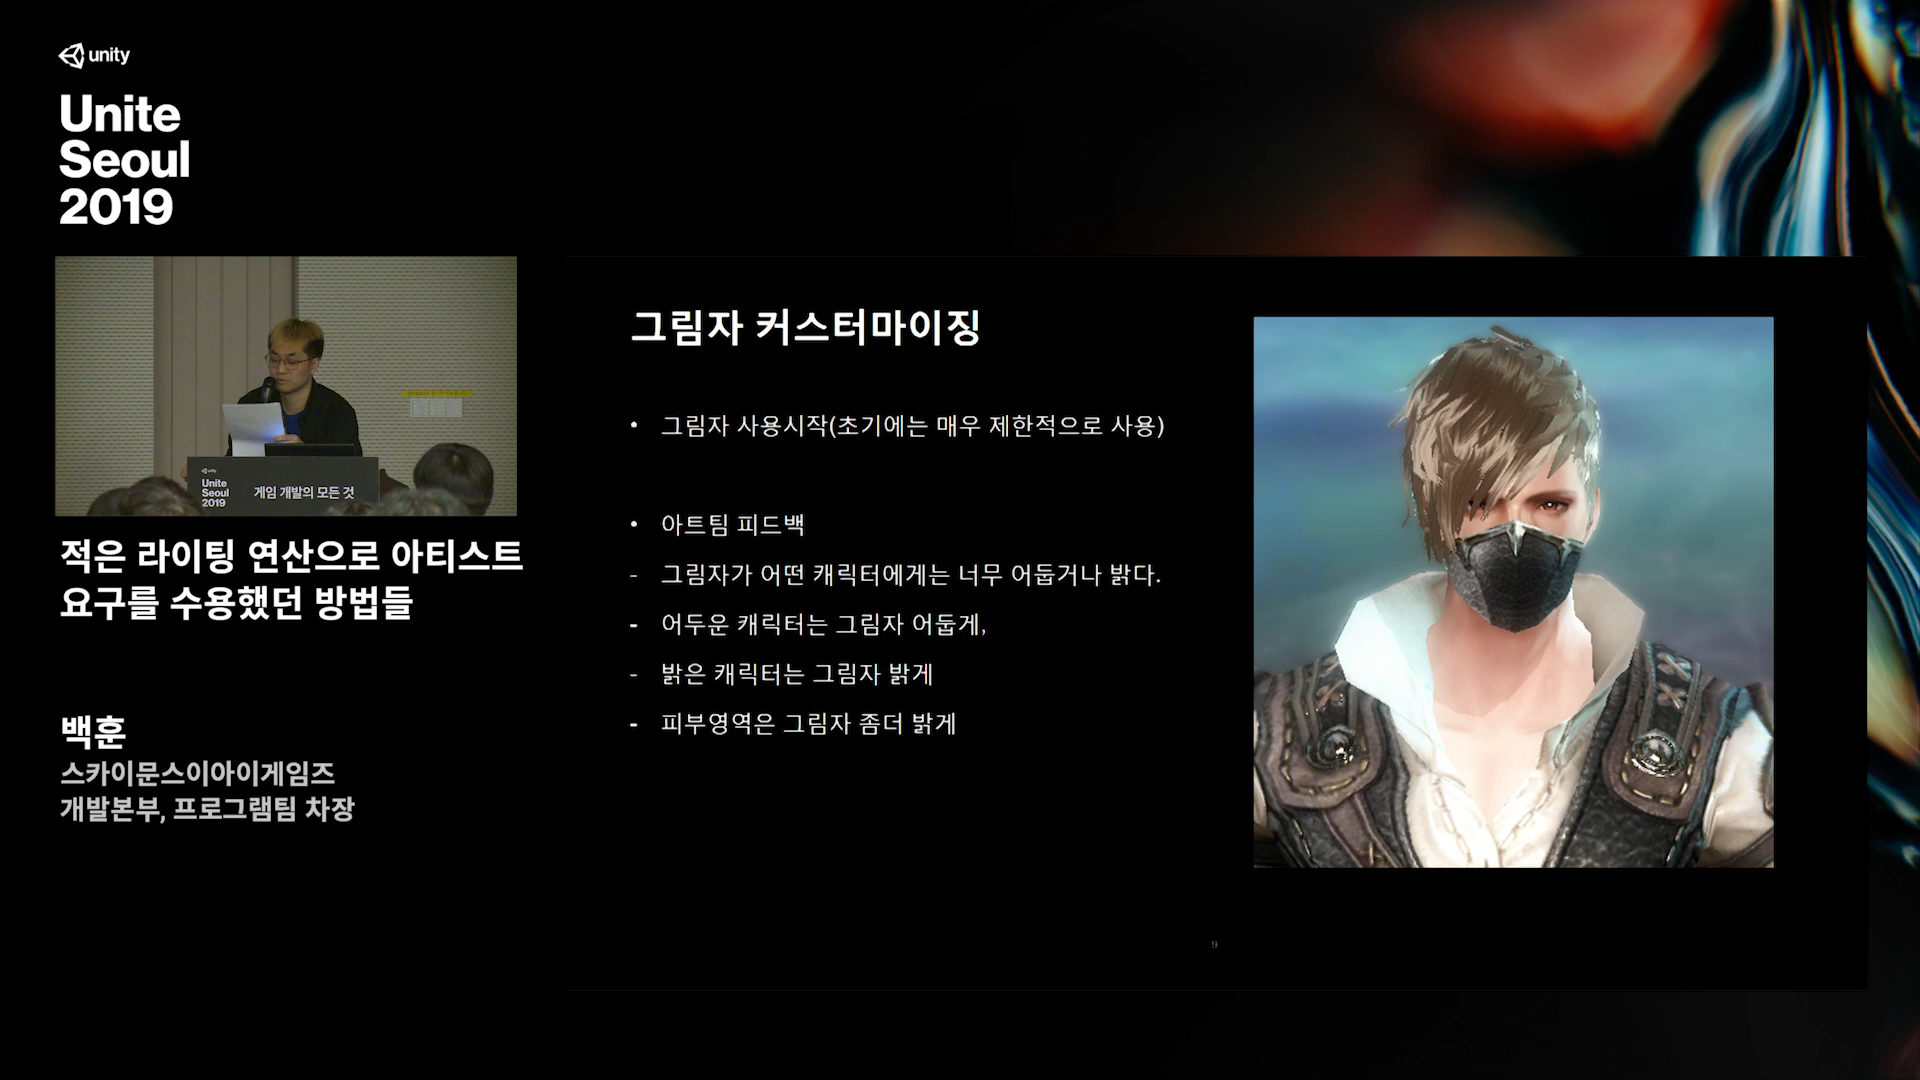 unity
Unite
Seoul
2019
unity
Unite
Seoul
2019
게임 개발의 모든 것
적은 라이팅 연산으로 아티스트
요구를 수용했던 방법들
백훈
스카이문스이아이게임즈
개발본부, 프로그램팀 차장
그림자 커스터마이징
• 그림자 사용시작(초기에는 매우 제한적으로 사용)
• 아트팀 피드백
- 그림자가 어떤 캐릭터에게는 너무 어둡거나 밝다.
- 어두운 캐릭터는 그림자 어둡게,
- 밝은 캐릭터는 그림자 밝게
- 피부영역은 그림자 좀더 밝게
9